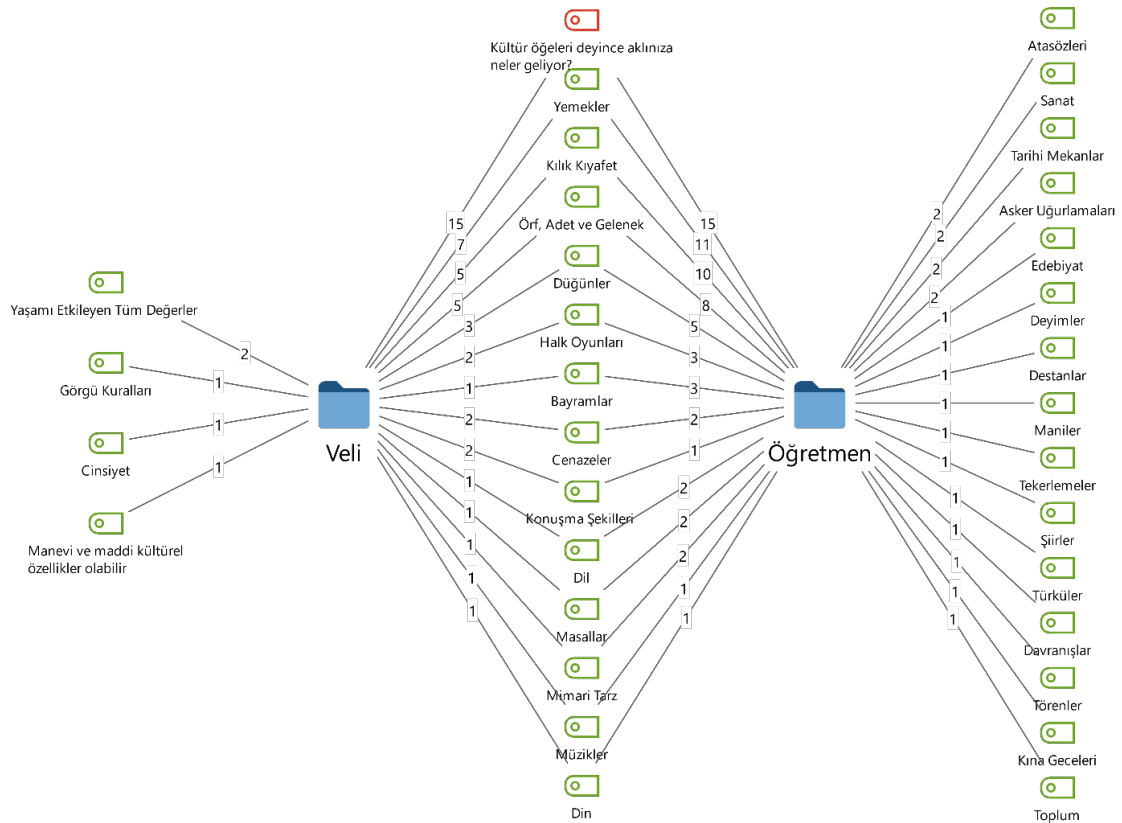 Kültür öğeleri deyince aklınıza
neler geliyor?
Yemekler
Kılık Kıyafet
Örf, Adet ve Gelenek
Düğünler
Halk Oyunları
Bayramlar
Cenazeler
Konuşma Şekilleri
Dil
Masallar
Mimari Tarz
Müzikler
Din
Yaşamı Etkileyen Tüm Değerler
Görgü Kuralları
Cinsiyet
Manevi ve maddi kültürel
özellikler olabilir
2
1
1
1
Veli
15
7
5
5
3
2
1
2
2
1
1
1
1
1
15
11
10
8
5
3
3
2
1
2
2
2
1
1
Öğretmen
2
2
2
2
1
1
1
1
1
1
1
1
1
1
1
Atasözleri
Sanat
Tarihi Mekanlar
Asker Uğurlamaları
Edebiyat
Deyimler
Destanlar
Maniler
Tekerlemeler
Şiirler
Türküler
Davranışlar
Törenler
Kına Geceleri
Toplum